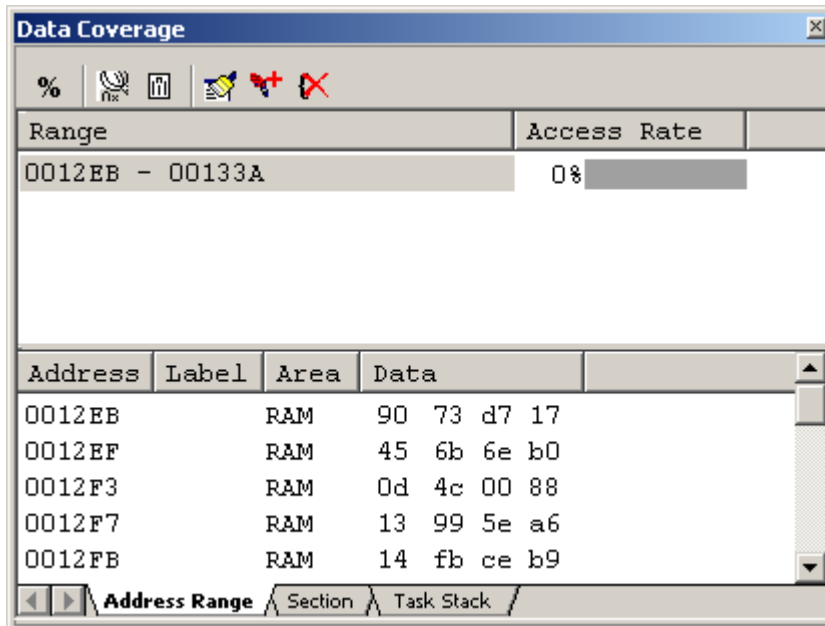 Data Coverage
%
Range Access Rate
0012EB - 00133A 0%
Address Label Area Data
0012EB RAM 90 73 d7 17
0012EF RAM 45 6b 6e b0
0012F3 RAM 0d 4c 00 88
0012F7 RAM 13 99 5e a6
0012FB RAM 14 fb ce b9
Address Range Section Task Stack